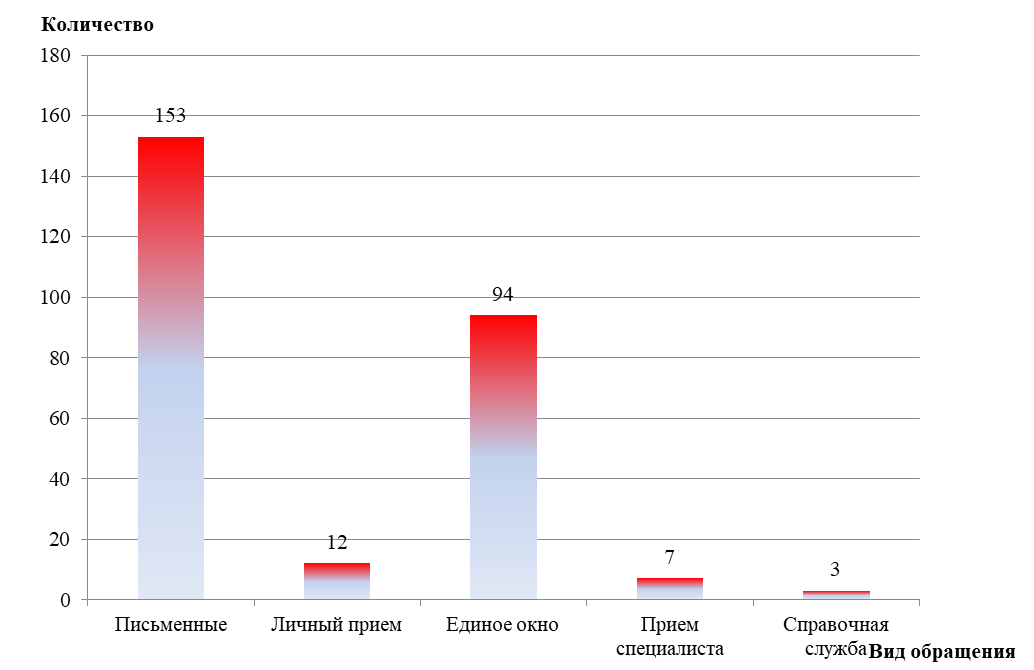 Количество
180
160
140
120
100
80
60
40
20
0
153
12
94
7
3
Письменные
Личный прием
Единое окно
Прием
специалиста
Справочная
служба
Вид обращения